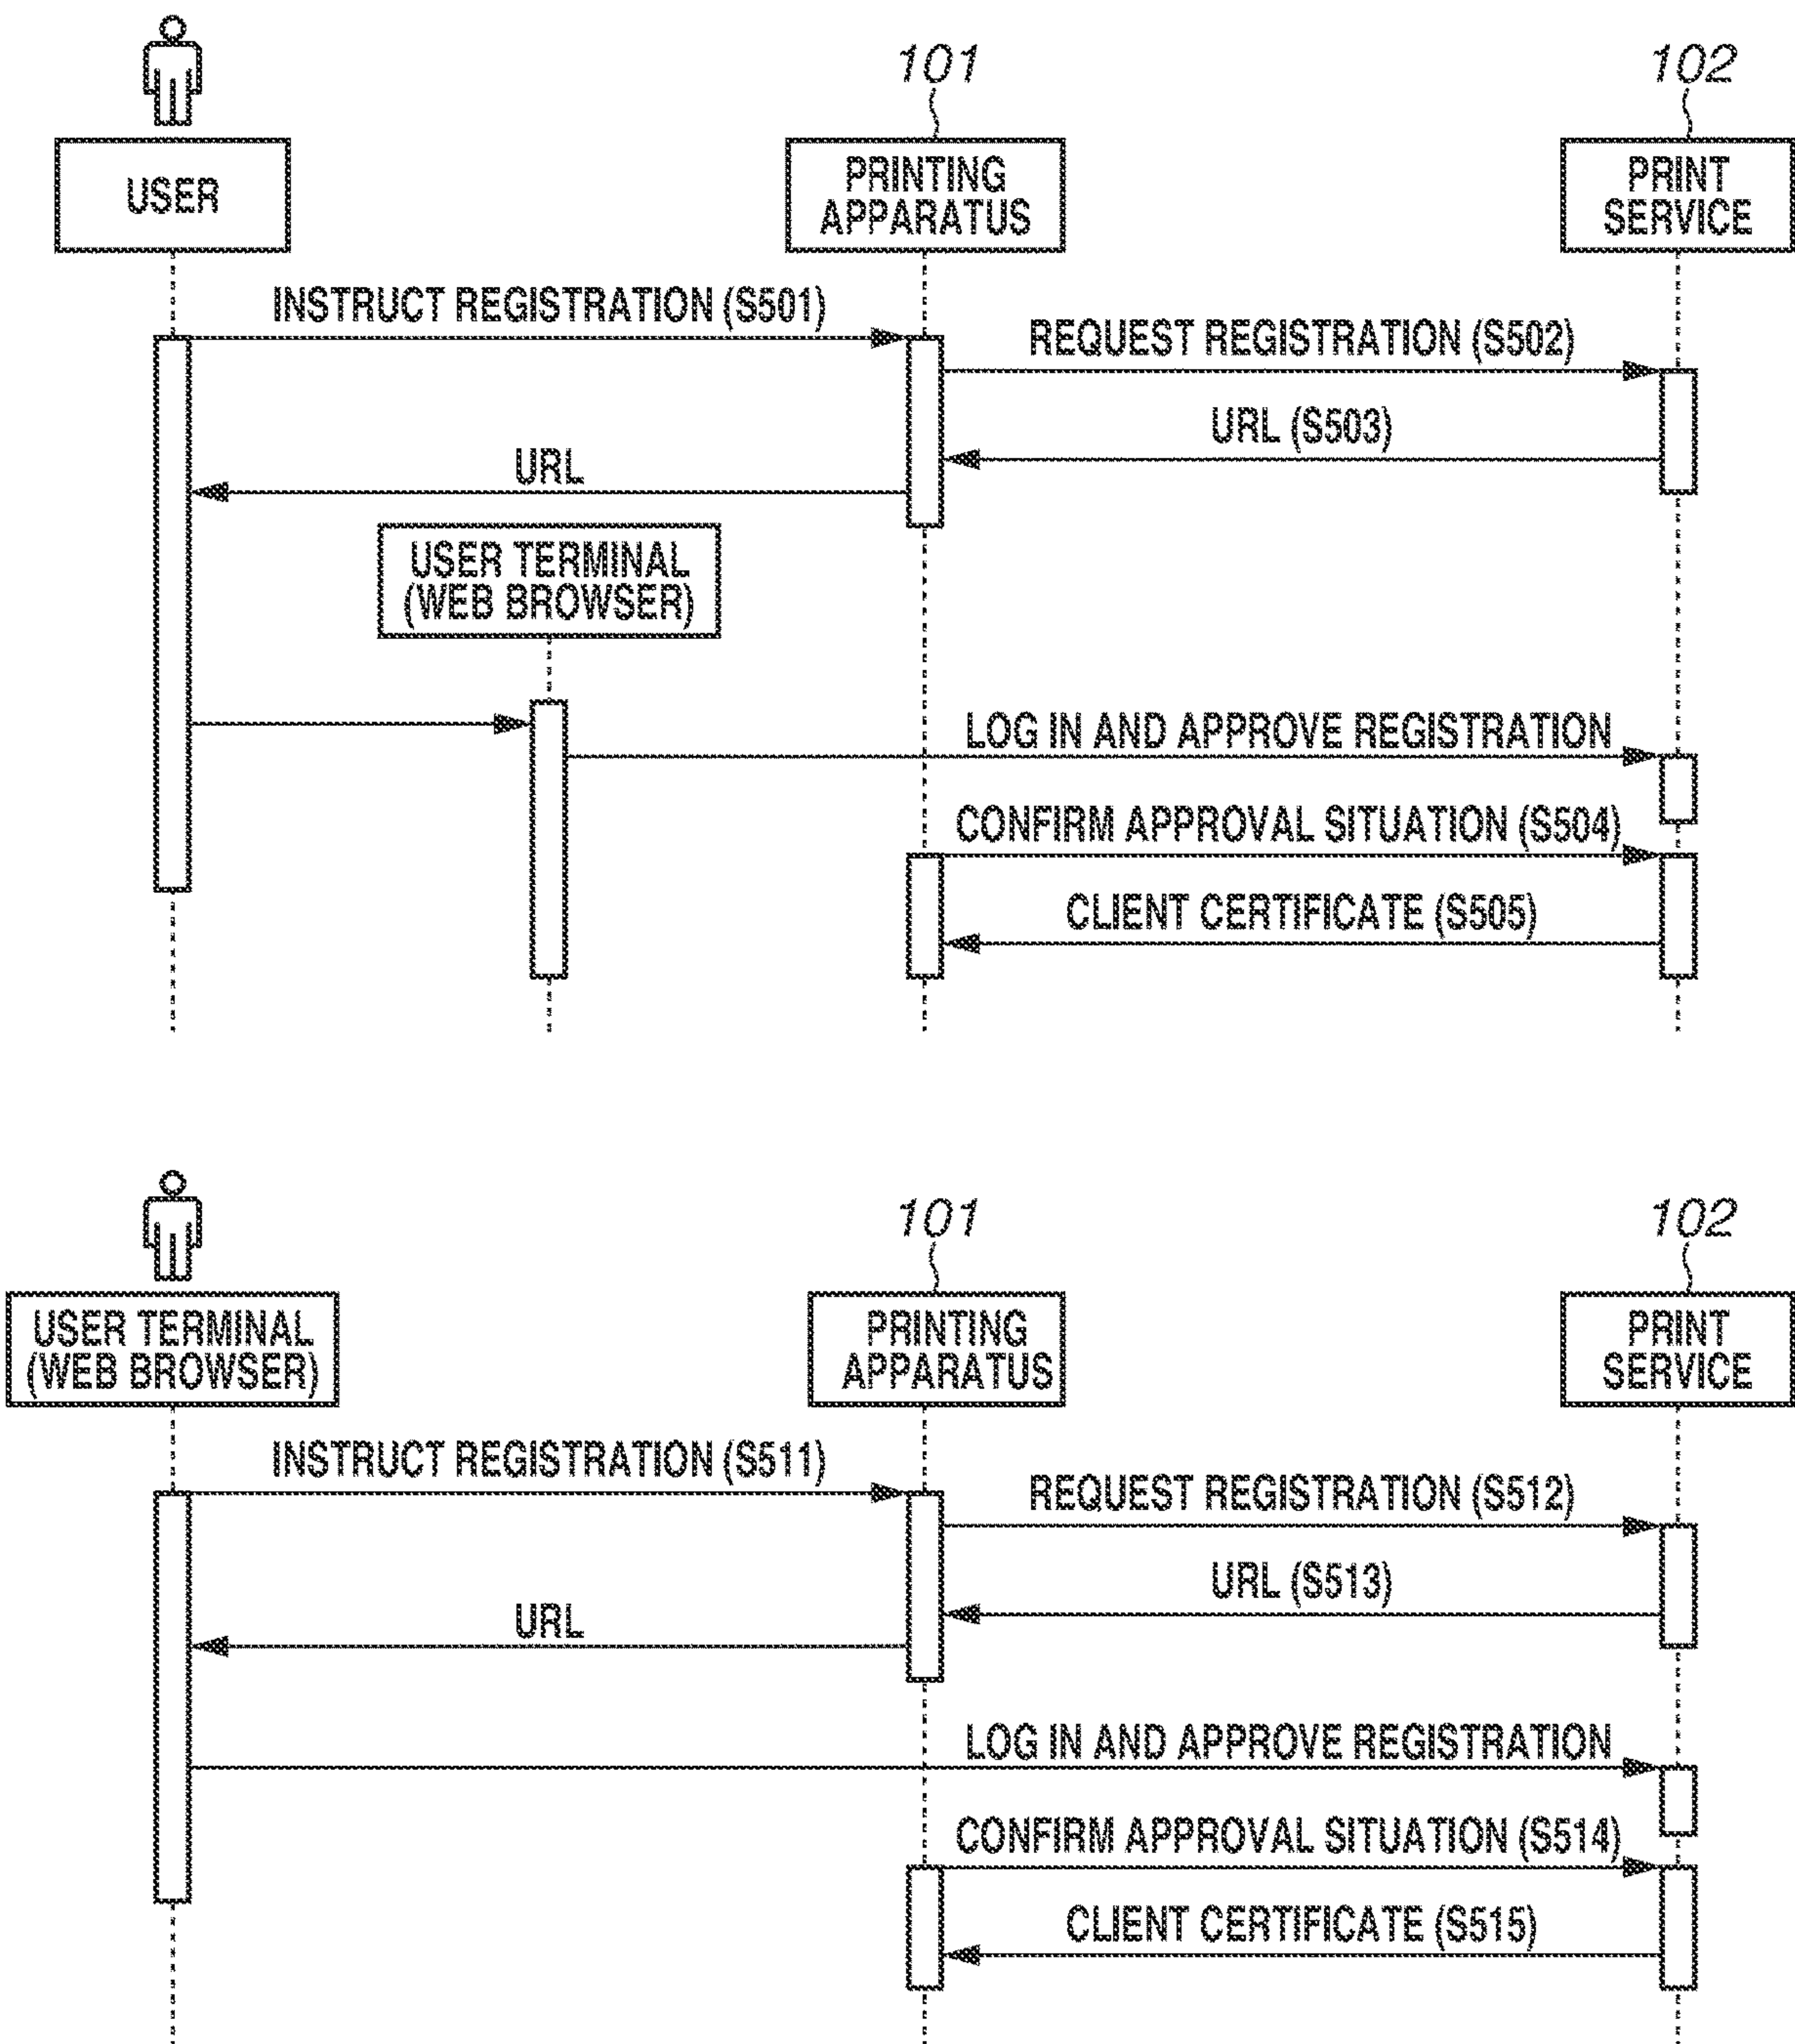 101
102
USER
PRINTING
APPARATUS
PRINT
SERVICE
INSTRUCT REGISTRATION (S501)
REQUEST REGISTRATION (S502)
URL (S503)
URL
USER TERMINAL
(WEB BROWSER)
LOG IN AND APPROVE REGISTRATION
CONFIRM APPROVAL SITUATION (S504)
CLIENT CERTIFICATE (S505)
101
102
USER TERMINAL
(WEB BROWSER)
PRINTING
APPARATUS
PRINT
SERVICE
INSTRUCT REGISTRATION (S511)
REQUEST REGISTRATION (S512)
URL (S513)
URL
LOG IN AND APPROVE REGISTRATION
CONFIRM APPROVAL SITUATION (S514)
CLIENT CERTIFICATE (S515)